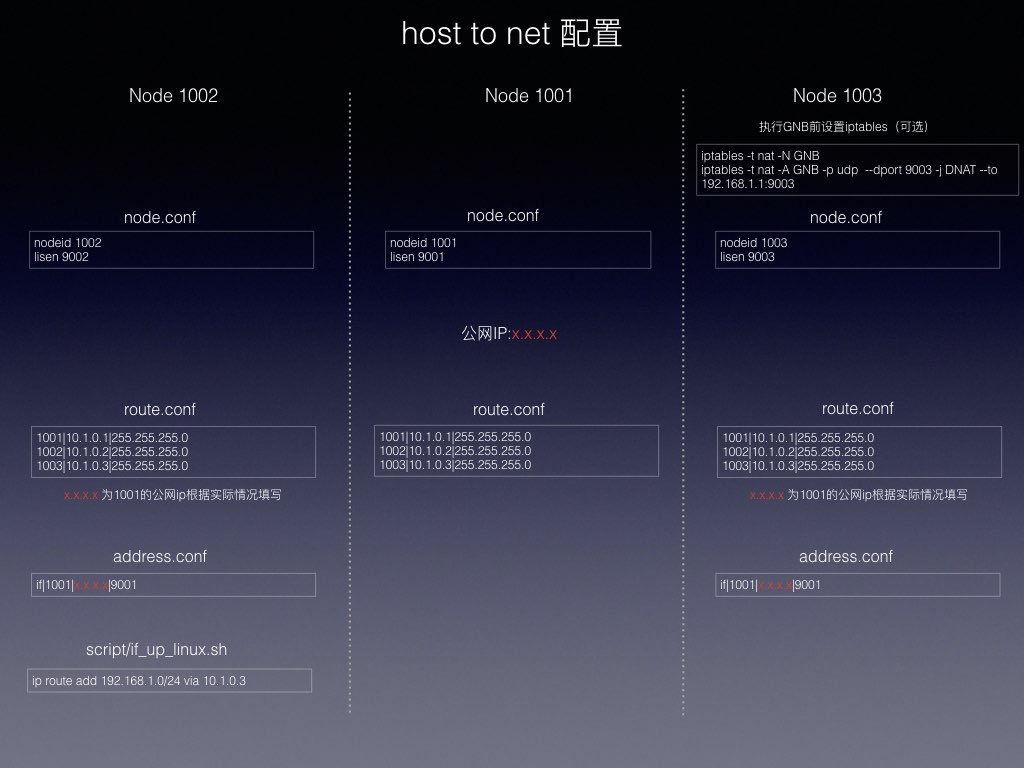 host to net 配置
Node 1002
node.conf
nodeid 1002
lisen 9002
route.conf
1001|10.1.0.1|255.255.255.0
1002|10.1.0.2|255.255.255.0
1003|10.1.0.3|255.255.255.0
x.x.x.x 为1001的公网ip根据实际情况填写
address.conf
if|1001|x.x.x.x|9001
script/if_up_linux.sh
ip route add 192.168.1.0/24 via 10.1.0.3
Node 1001
node.conf
nodeid 1001
lisen 9001
公网IP:x.x.x.x
route.conf
1001|10.1.0.1|255.255.255.0
1002|10.1.0.2|255.255.255.0
1003|10.1.0.3|255.255.255.0
Node 1003
执行GNB前设置iptables（可选）
iptables -t nat -N GNB
iptables -t nat -A GNB -p udp  --dport 9003 -j DNAT --to
192.168.1.1:9003
node.conf
nodeid 1003
lisen 9003
route.conf
1001|10.1.0.1|255.255.255.0
1002|10.1.0.2|255.255.255.0
1003|10.1.0.3|255.255.255.0
x.x.x.x 为1001的公网ip根据实际情况填写
address.conf
if|1001|x.x.x.x|9001